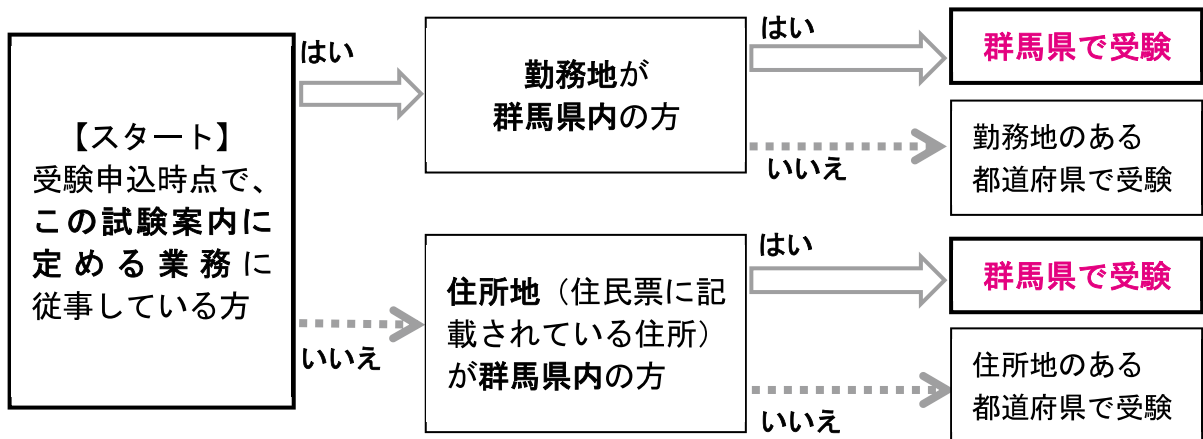 【スタート】
受験申込時点で、
この試験案内に
定める業務に
従事している方
はい
いいえ
勤務地が
群馬県内の方
はい
群馬県で受験
いいえ
勤務地のある
都道府県で受験
住所地（住民票に記
載されている住所）
が群馬県内の方
はい
群馬県で受験
いいえ
住所地のある
都道府県で受験